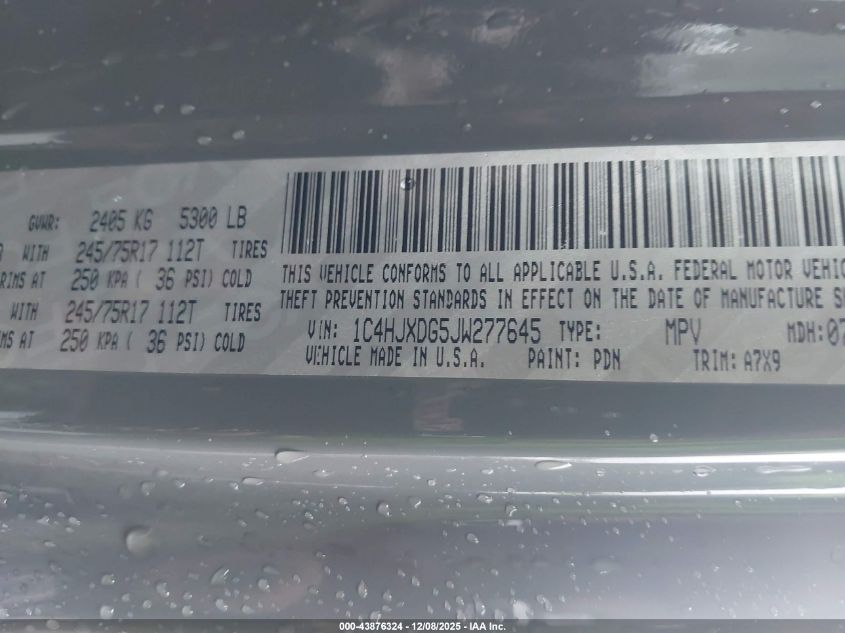 GVWR: 2405 KG 5300 LB
WITH 245/75R17 112T TIRES
RIMS AT 250 KPA ( 36 PSI) COLD
WITH 245/75R17 112T TIRES
RIMS AT 250 KPA ( 36 PSI) COLD
THIS VEHICLE CONFORMS TO ALL APPLICABLE U.S.A. FEDERAL MOTOR VEHIC
THEFT PREVENTION STANDARDS IN EFFECT ON THE DATE OF MANUFACTURE S
VIN: 1C4HJXDG5JW277645 TYPE: MPV MDH:07
VEHICLE MADE IN U.S.A. PAINT: PDN TRIM: A7X9
000-43876324 - 12/08/2025 - IAA Inc.